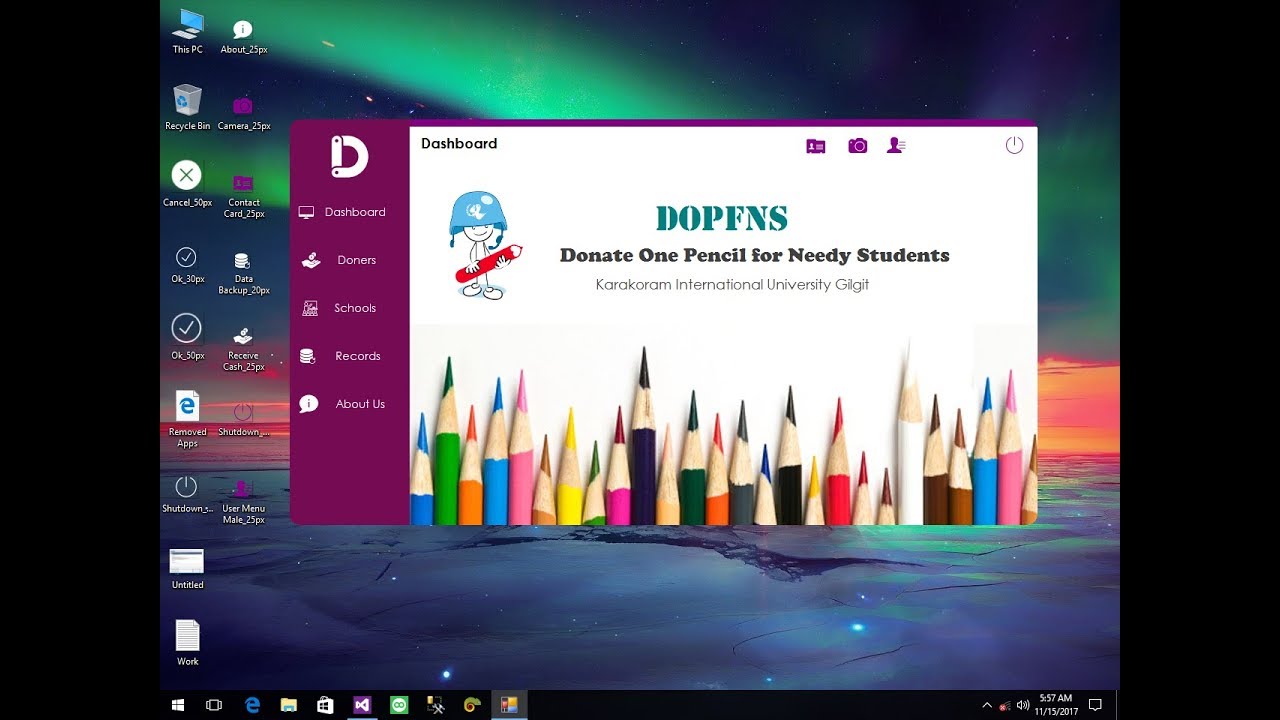 This PC
About_25px
Recycle Bin
Camera_25px
Cancel_50px
Contact
Card_25px
Ok_30px
Data
Backup_20px
Ok_50px
Receive
Cash_25px
Removed
Apps
Shutdown_...
Shutdown_s...
User Menu
Male_25px
Untitled
Work
D
Dashboard
Doners
Schools
Records
About Us
Dashboard
DOPFNS
Donate One Pencil for Needy Students
Karakoram International University Gilgit
5:57 AM
11/15/2017